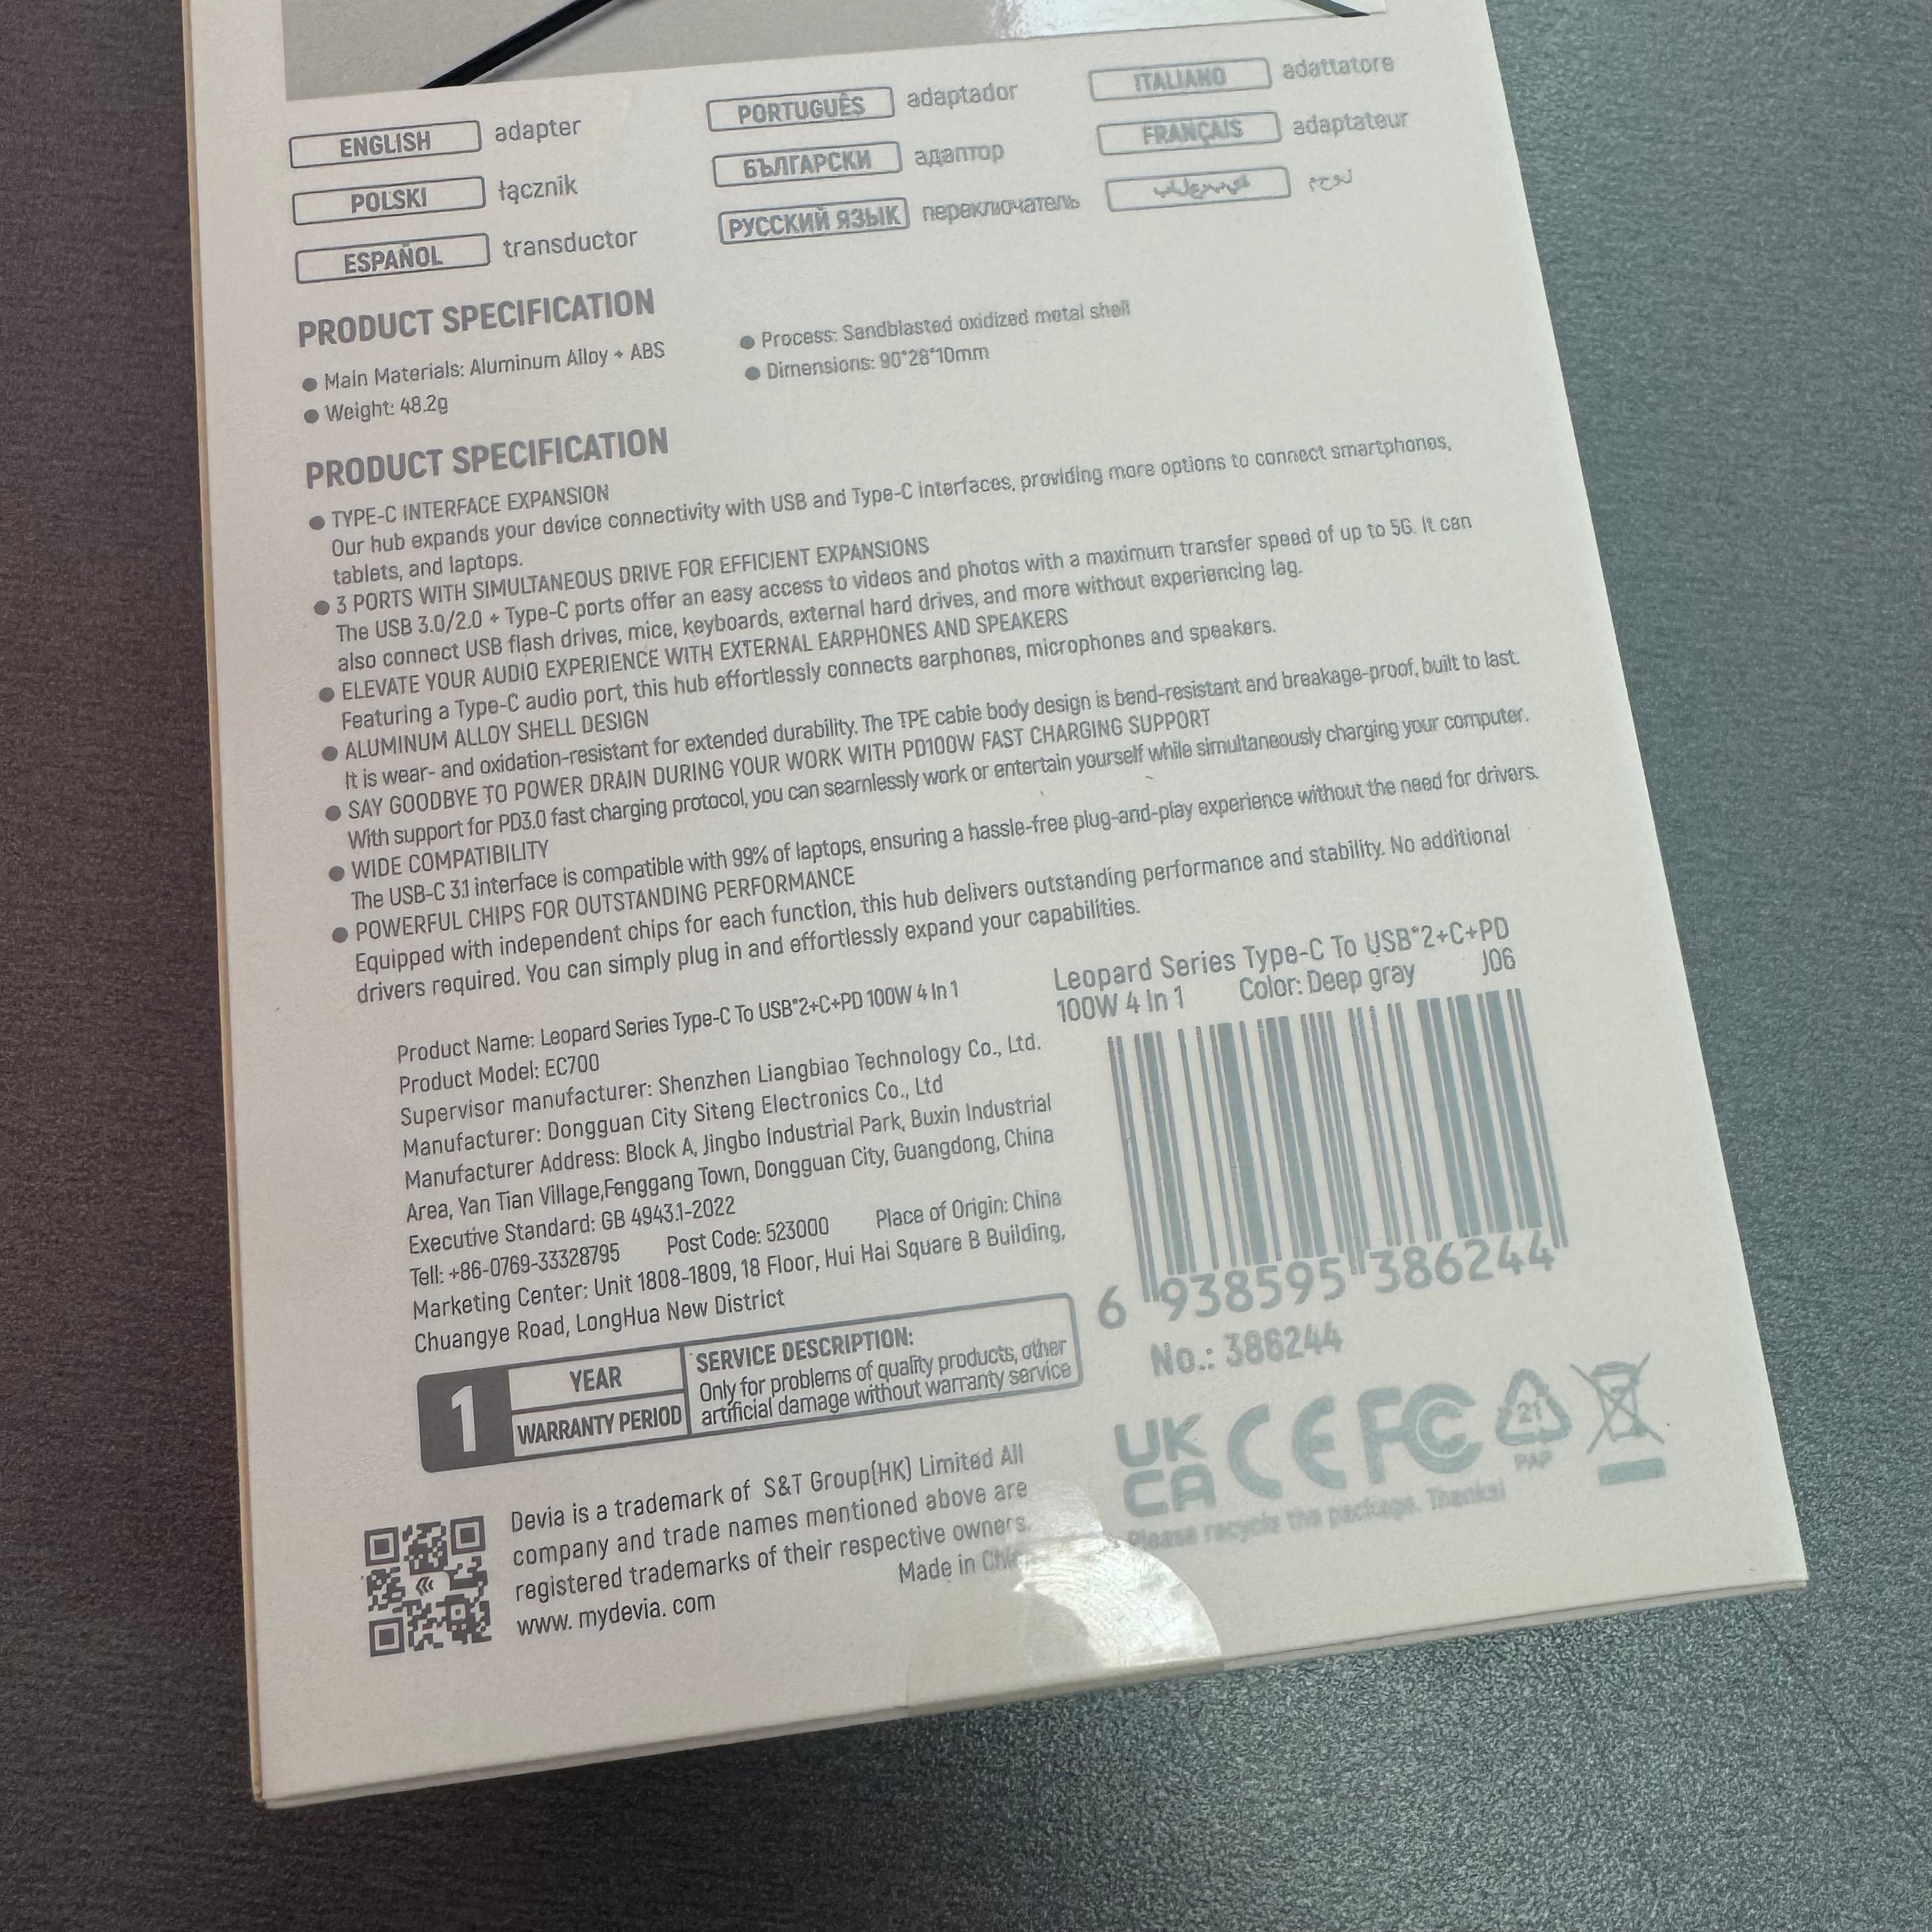 ENGLISH adapter
POLSKI łącznik
ESPAÑOL transductor
PORTUGUÊS adaptador
БЪЛГАРСКИ адаптор
РУССКИЙ ЯЗЫК переключатель
ITALIANO adattatore
FRANÇAIS adaptateur
PRODUCT SPECIFICATION
● Main Materials: Aluminum Alloy + ABS
● Weight: 48.2g
● Process: Sandblasted oxidized metal shell
● Dimensions: 90*28*10mm
PRODUCT SPECIFICATION
● TYPE-C INTERFACE EXPANSION
Our hub expands your device connectivity with USB and Type-C interfaces, providing more options to connect smartphones,
tablets, and laptops.
● 3 PORTS WITH SIMULTANEOUS DRIVE FOR EFFICIENT EXPANSIONS
The USB 3.0/2.0 + Type-C ports offer an easy access to videos and photos with a maximum transfer speed of up to 5G. It can
also connect USB flash drives, mice, keyboards, external hard drives, and more without experiencing lag.
● ELEVATE YOUR AUDIO EXPERIENCE WITH EXTERNAL EARPHONES AND SPEAKERS
Featuring a Type-C audio port, this hub effortlessly connects earphones, microphones and speakers.
● ALUMINUM ALLOY SHELL DESIGN
It is wear- and oxidation-resistant for extended durability. The TPE cable body design is bend-resistant and breakage-proof, built to last.
● SAY GOODBYE TO POWER DRAIN DURING YOUR WORK WITH PD100W FAST CHARGING SUPPORT
With support for PD3.0 fast charging protocol, you can seamlessly work or entertain yourself while simultaneously charging your computer.
● WIDE COMPATIBILITY
The USB-C 3.1 interface is compatible with 99% of laptops, ensuring a hassle-free plug-and-play experience without the need for drivers.
● POWERFUL CHIPS FOR OUTSTANDING PERFORMANCE
Equipped with independent chips for each function, this hub delivers outstanding performance and stability. No additional
drivers required. You can simply plug in and effortlessly expand your capabilities.
Product Name: Leopard Series Type-C To USB*2+C+PD 100W 4 In 1
Product Model: EC700
Supervisor manufacturer: Shenzhen Liangbiao Technology Co., Ltd.
Manufacturer: Dongguan City Siteng Electronics Co., Ltd
Manufacturer Address: Block A, Jingbo Industrial Park, Buxin Industrial
Area, Yan Tian Village,Fenggang Town, Dongguan City, Guangdong, China
Executive Standard: GB 4943.1-2022
Tell: +86-0769-33328795 Post Code: 523000 Place of Origin: China
Marketing Center: Unit 1808-1809, 18 Floor, Hui Hai Square B Building,
Chuangye Road, LongHua New District
1 YEAR
WARRANTY PERIOD
SERVICE DESCRIPTION:
Only for problems of quality products, other
artificial damage without warranty service
Devia is a trademark of S&T Group(HK) Limited All
company and trade names mentioned above are
registered trademarks of their respective owners.
Made in China
www. mydevia. com
Leopard Series Type-C To USB*2+C+PD
100W 4 In 1 Color: Deep gray J06
6 938595 386244
No.: 386244
UK
CA CE FC 21
PAP
Please recycle the package. Thanks!